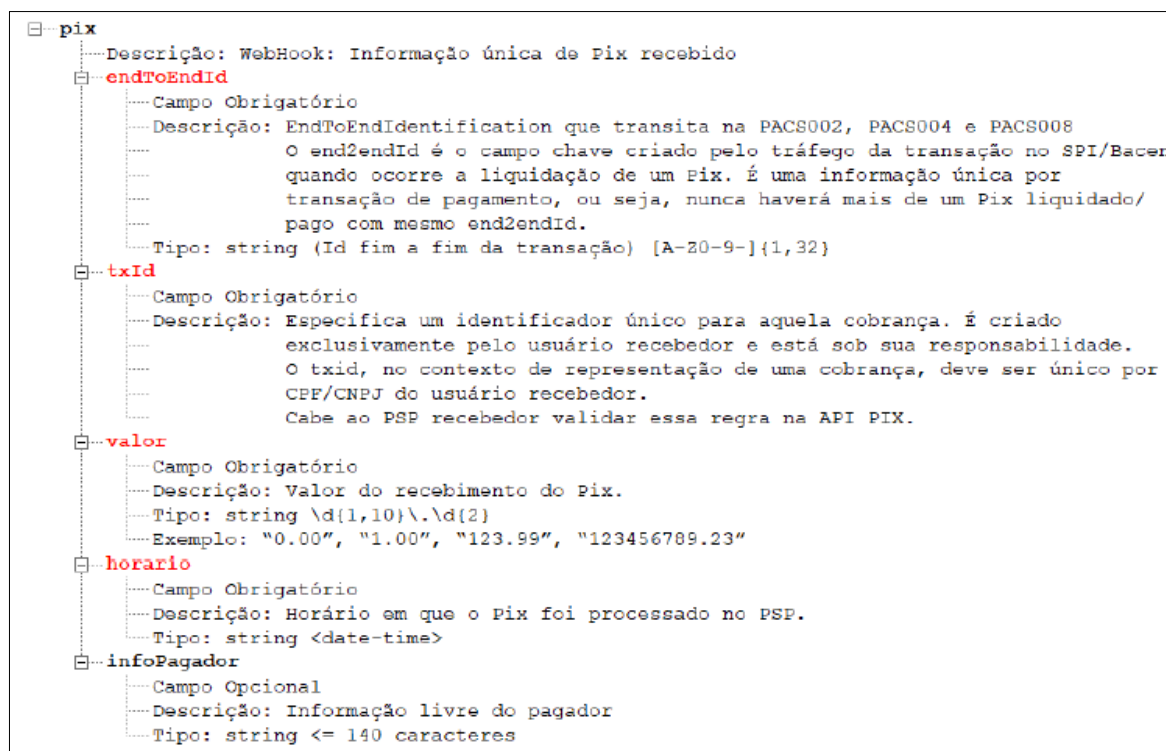 pix
Descrição: WebHook: Informação única de Pix recebido
endToEndId
Campo Obrigatório
Descrição: EndToEndIdentification que transita na PACS002, PACS004 e PACS008
O end2endId é o campo chave criado pelo tráfego da transação no SPI/Bacen
quando ocorre a liquidação de um Pix. É uma informação única por
transação de pagamento, ou seja, nunca haverá mais de um Pix liquidado/
pago com mesmo end2endId.
Tipo: string (Id fim a fim da transação) [A-Z0-9-]{1,32}
txId
Campo Obrigatório
Descrição: Especifica um identificador único para aquela cobrança. É criado
exclusivamente pelo usuário recebedor e está sob sua responsabilidade.
O txid, no contexto de representação de uma cobrança, deve ser único por
CPF/CNPJ do usuário recebedor.
Cabe ao PSP recebedor validar essa regra na API PIX.
valor
Campo Obrigatório
Descrição: Valor do recebimento do Pix.
Tipo: string \d{1,10}\.\d{2}
Exemplo: “0.00”, “1.00”, “123.99”, “123456789.23”
horario
Campo Obrigatório
Descrição: Horário em que o Pix foi processado no PSP.
Tipo: string <date-time>
infoPagador
Campo Opcional
Descrição: Informação livre do pagador
Tipo: string <= 140 caracteres